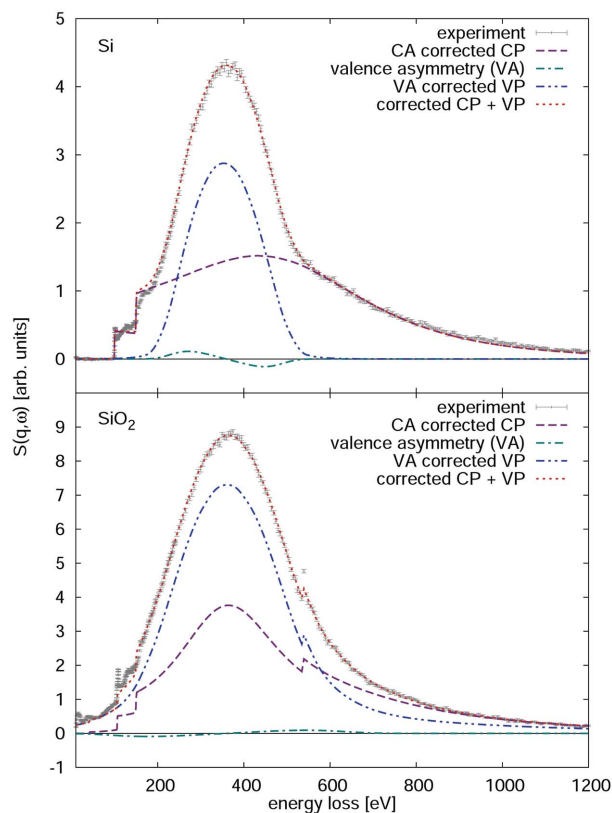 Si
experiment
CA corrected CP
valence asymmetry (VA)
VA corrected VP
corrected CP + VP
5
4
3
2
1
0
S(q,ω) [arb. units]
SiO2
experiment
CA corrected CP
valence asymmetry (VA)
VA corrected VP
corrected CP + VP
9
8
7
6
5
4
3
2
1
0
-1
200 400 600 800 1000 1200
energy loss [eV]